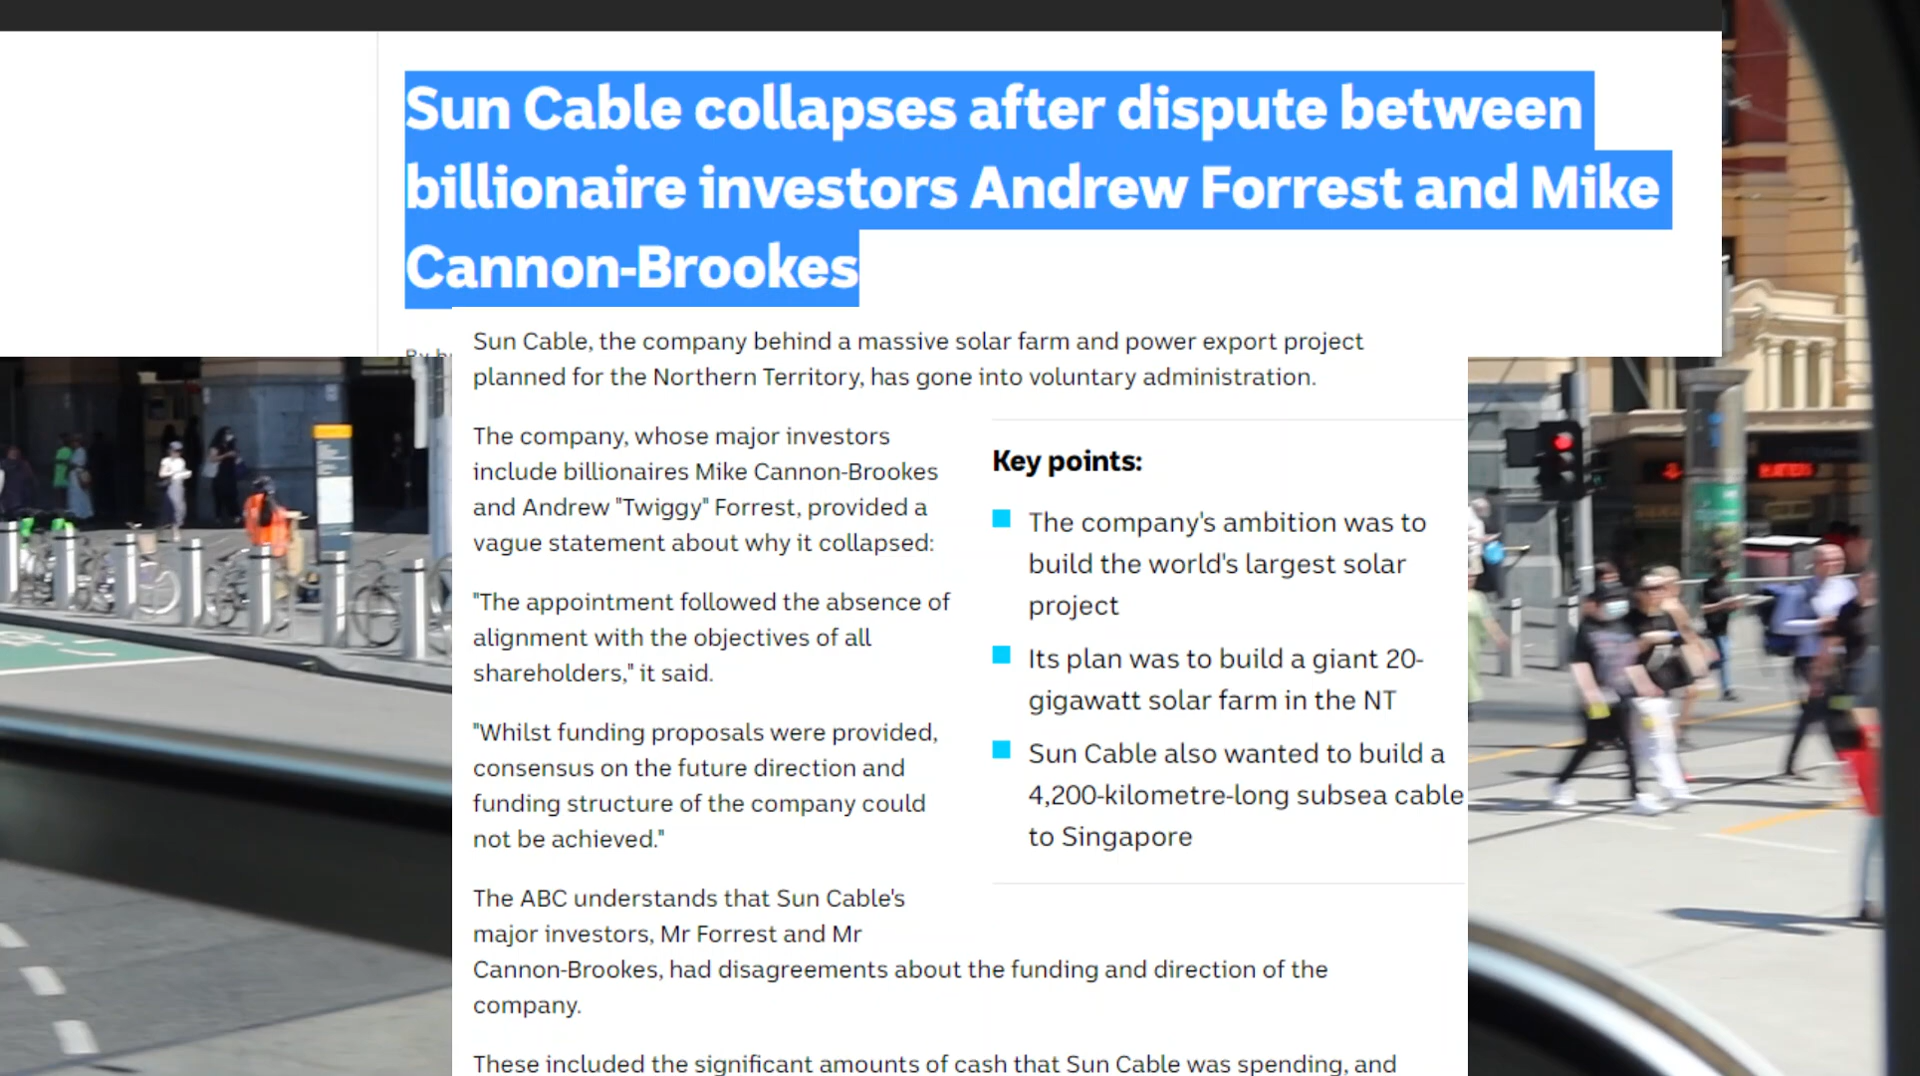 Sun Cable collapses after dispute between
billionaire investors Andrew Forrest and Mike
Cannon-Brookes
Sun Cable, the company behind a massive solar farm and power export project
planned for the Northern Territory, has gone into voluntary administration.
The company, whose major investors
include billionaires Mike Cannon-Brookes
and Andrew "Twiggy" Forrest, provided a
vague statement about why it collapsed:
"The appointment followed the absence of
alignment with the objectives of all
shareholders," it said.
"Whilst funding proposals were provided,
consensus on the future direction and
funding structure of the company could
not be achieved."
The ABC understands that Sun Cable's
major investors, Mr Forrest and Mr
Cannon-Brookes, had disagreements about the funding and direction of the
company.
These included the significant amounts of cash that Sun Cable was spending, and
Key points:
The company's ambition was to
build the world's largest solar
project
Its plan was to build a giant 20-
gigawatt solar farm in the NT
Sun Cable also wanted to build a
4,200-kilometre-long subsea cable
to Singapore